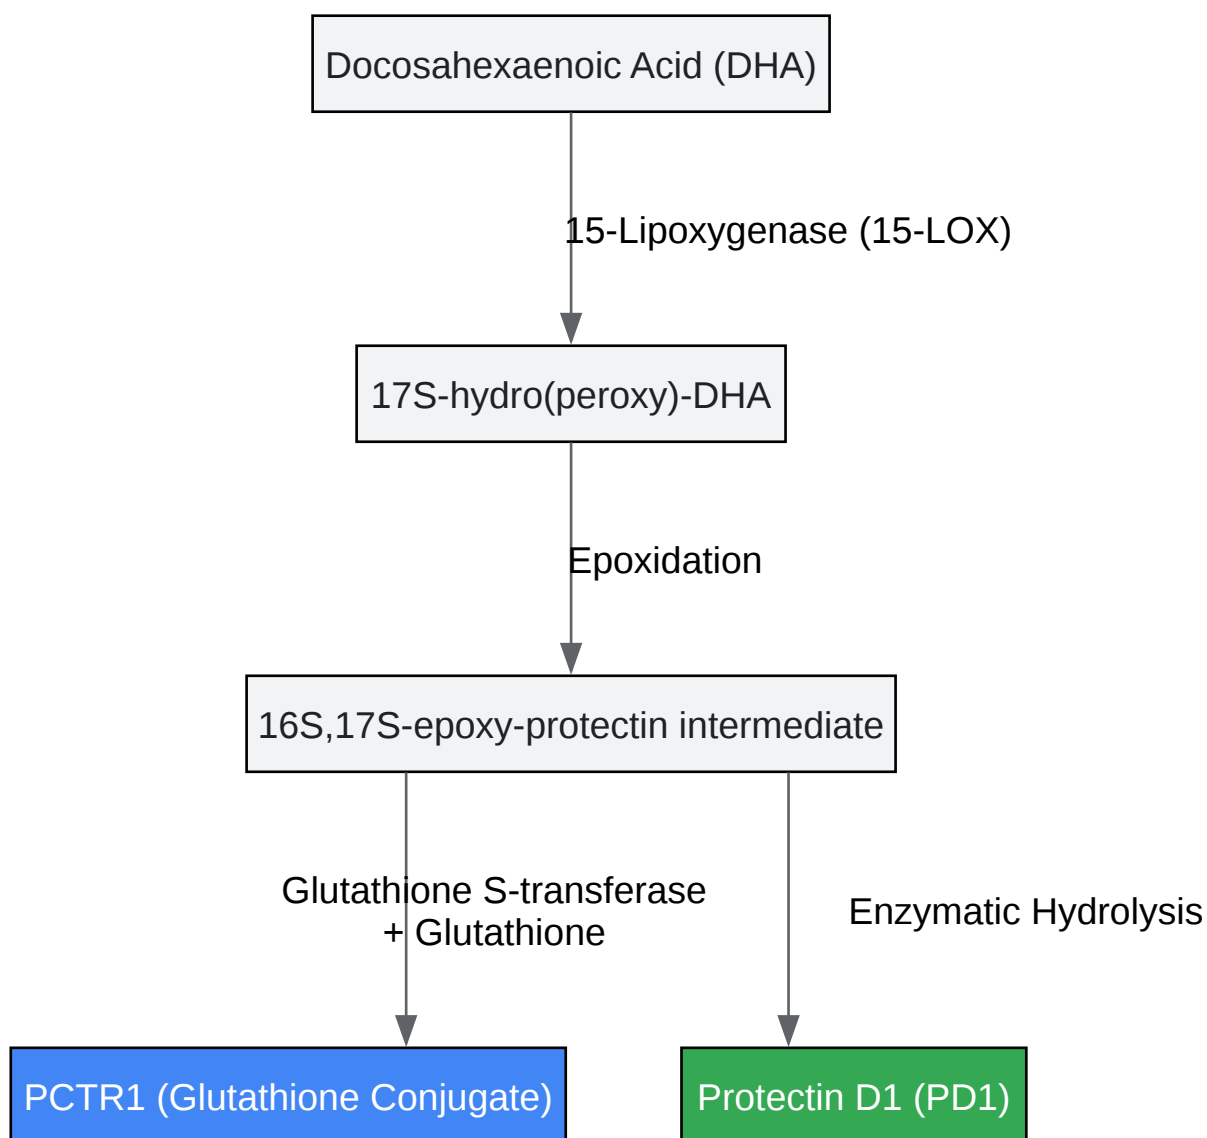 Docosahexaenoic Acid (DHA)
15-Lipoxygenase (15-LOX)
17S-hydro(peroxy)-DHA
Epoxidation
16S,17S-epoxy-protectin intermediate
Glutathione S-transferase
+ Glutathione
Enzymatic Hydrolysis
PCTR1 (Glutathione Conjugate)
Protectin D1 (PD1)